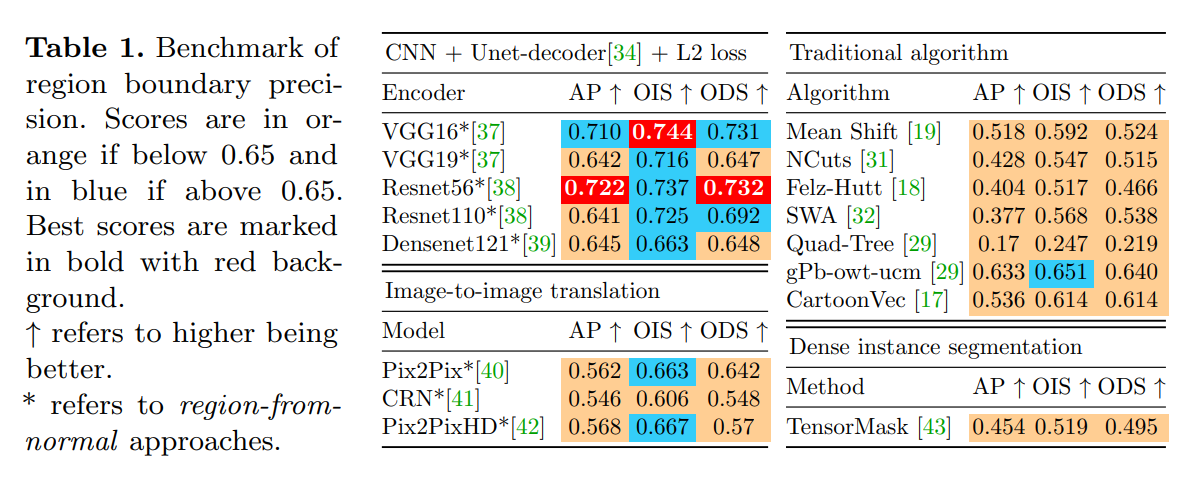 Table 1. Benchmark of
region boundary preci-
sion. Scores are in or-
ange if below 0.65 and
in blue if above 0.65.
Best scores are marked
in bold with red back-
ground.
↑ refers to higher being
better.
* refers to region-from-
normal approaches.
CNN + Unet-decoder[34] + L2 loss
Encoder AP ↑ OIS ↑ ODS ↑
VGG16*[37] 0.710 0.744 0.731
VGG19*[37] 0.642 0.716 0.647
Resnet56*[38] 0.722 0.737 0.732
Resnet110*[38] 0.641 0.725 0.692
Densenet121*[39] 0.645 0.663 0.648
Image-to-image translation
Model AP ↑ OIS ↑ ODS ↑
Pix2Pix*[40] 0.562 0.663 0.642
CRN*[41] 0.546 0.606 0.548
Pix2PixHD*[42] 0.568 0.667 0.57
Traditional algorithm
Algorithm AP ↑ OIS ↑ ODS ↑
Mean Shift [19] 0.518 0.592 0.524
NCuts [31] 0.428 0.547 0.515
Felz-Hutt [18] 0.404 0.517 0.466
SWA [32] 0.377 0.568 0.538
Quad-Tree [29] 0.17 0.247 0.219
gPb-owt-ucm [29] 0.633 0.651 0.640
CartoonVec [17] 0.536 0.614 0.614
Dense instance segmentation
Method AP ↑ OIS ↑ ODS ↑
TensorMask [43] 0.454 0.519 0.495